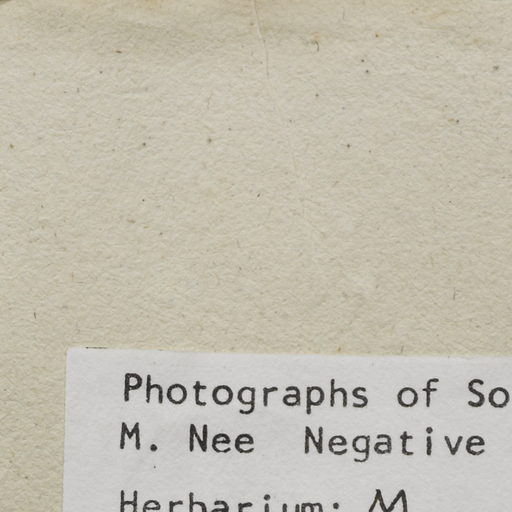 Photographs of So
M. Nee Negative
Herbarium: M